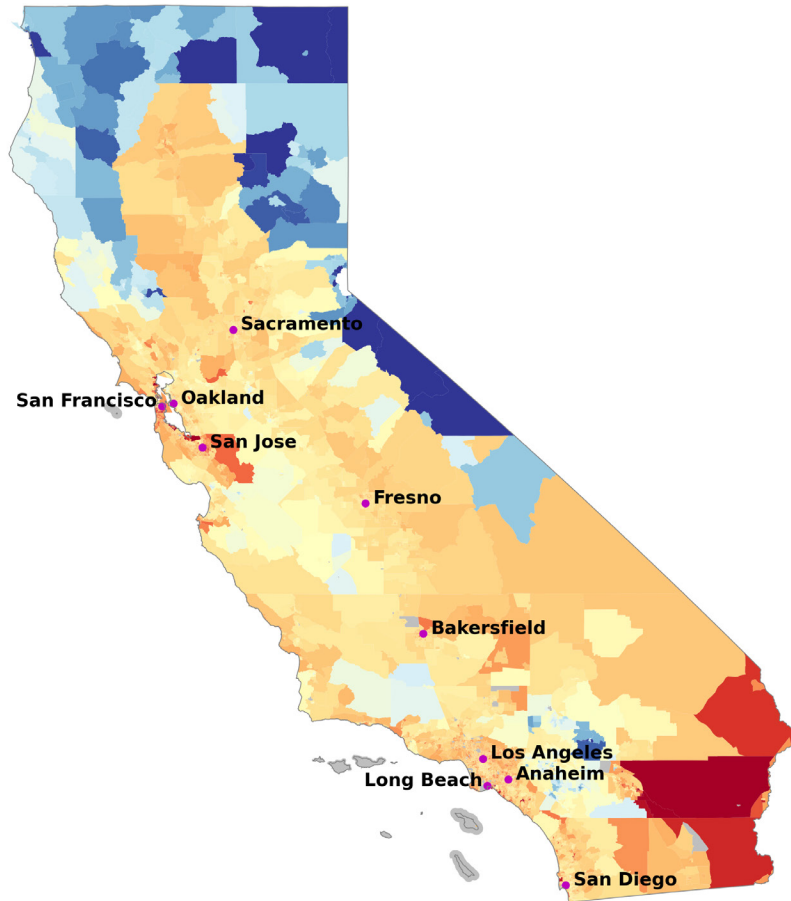 Sacramento
San Francisco
Oakland
San Jose
Fresno
Bakersfield
Los Angeles
Anaheim
Long Beach
San Diego